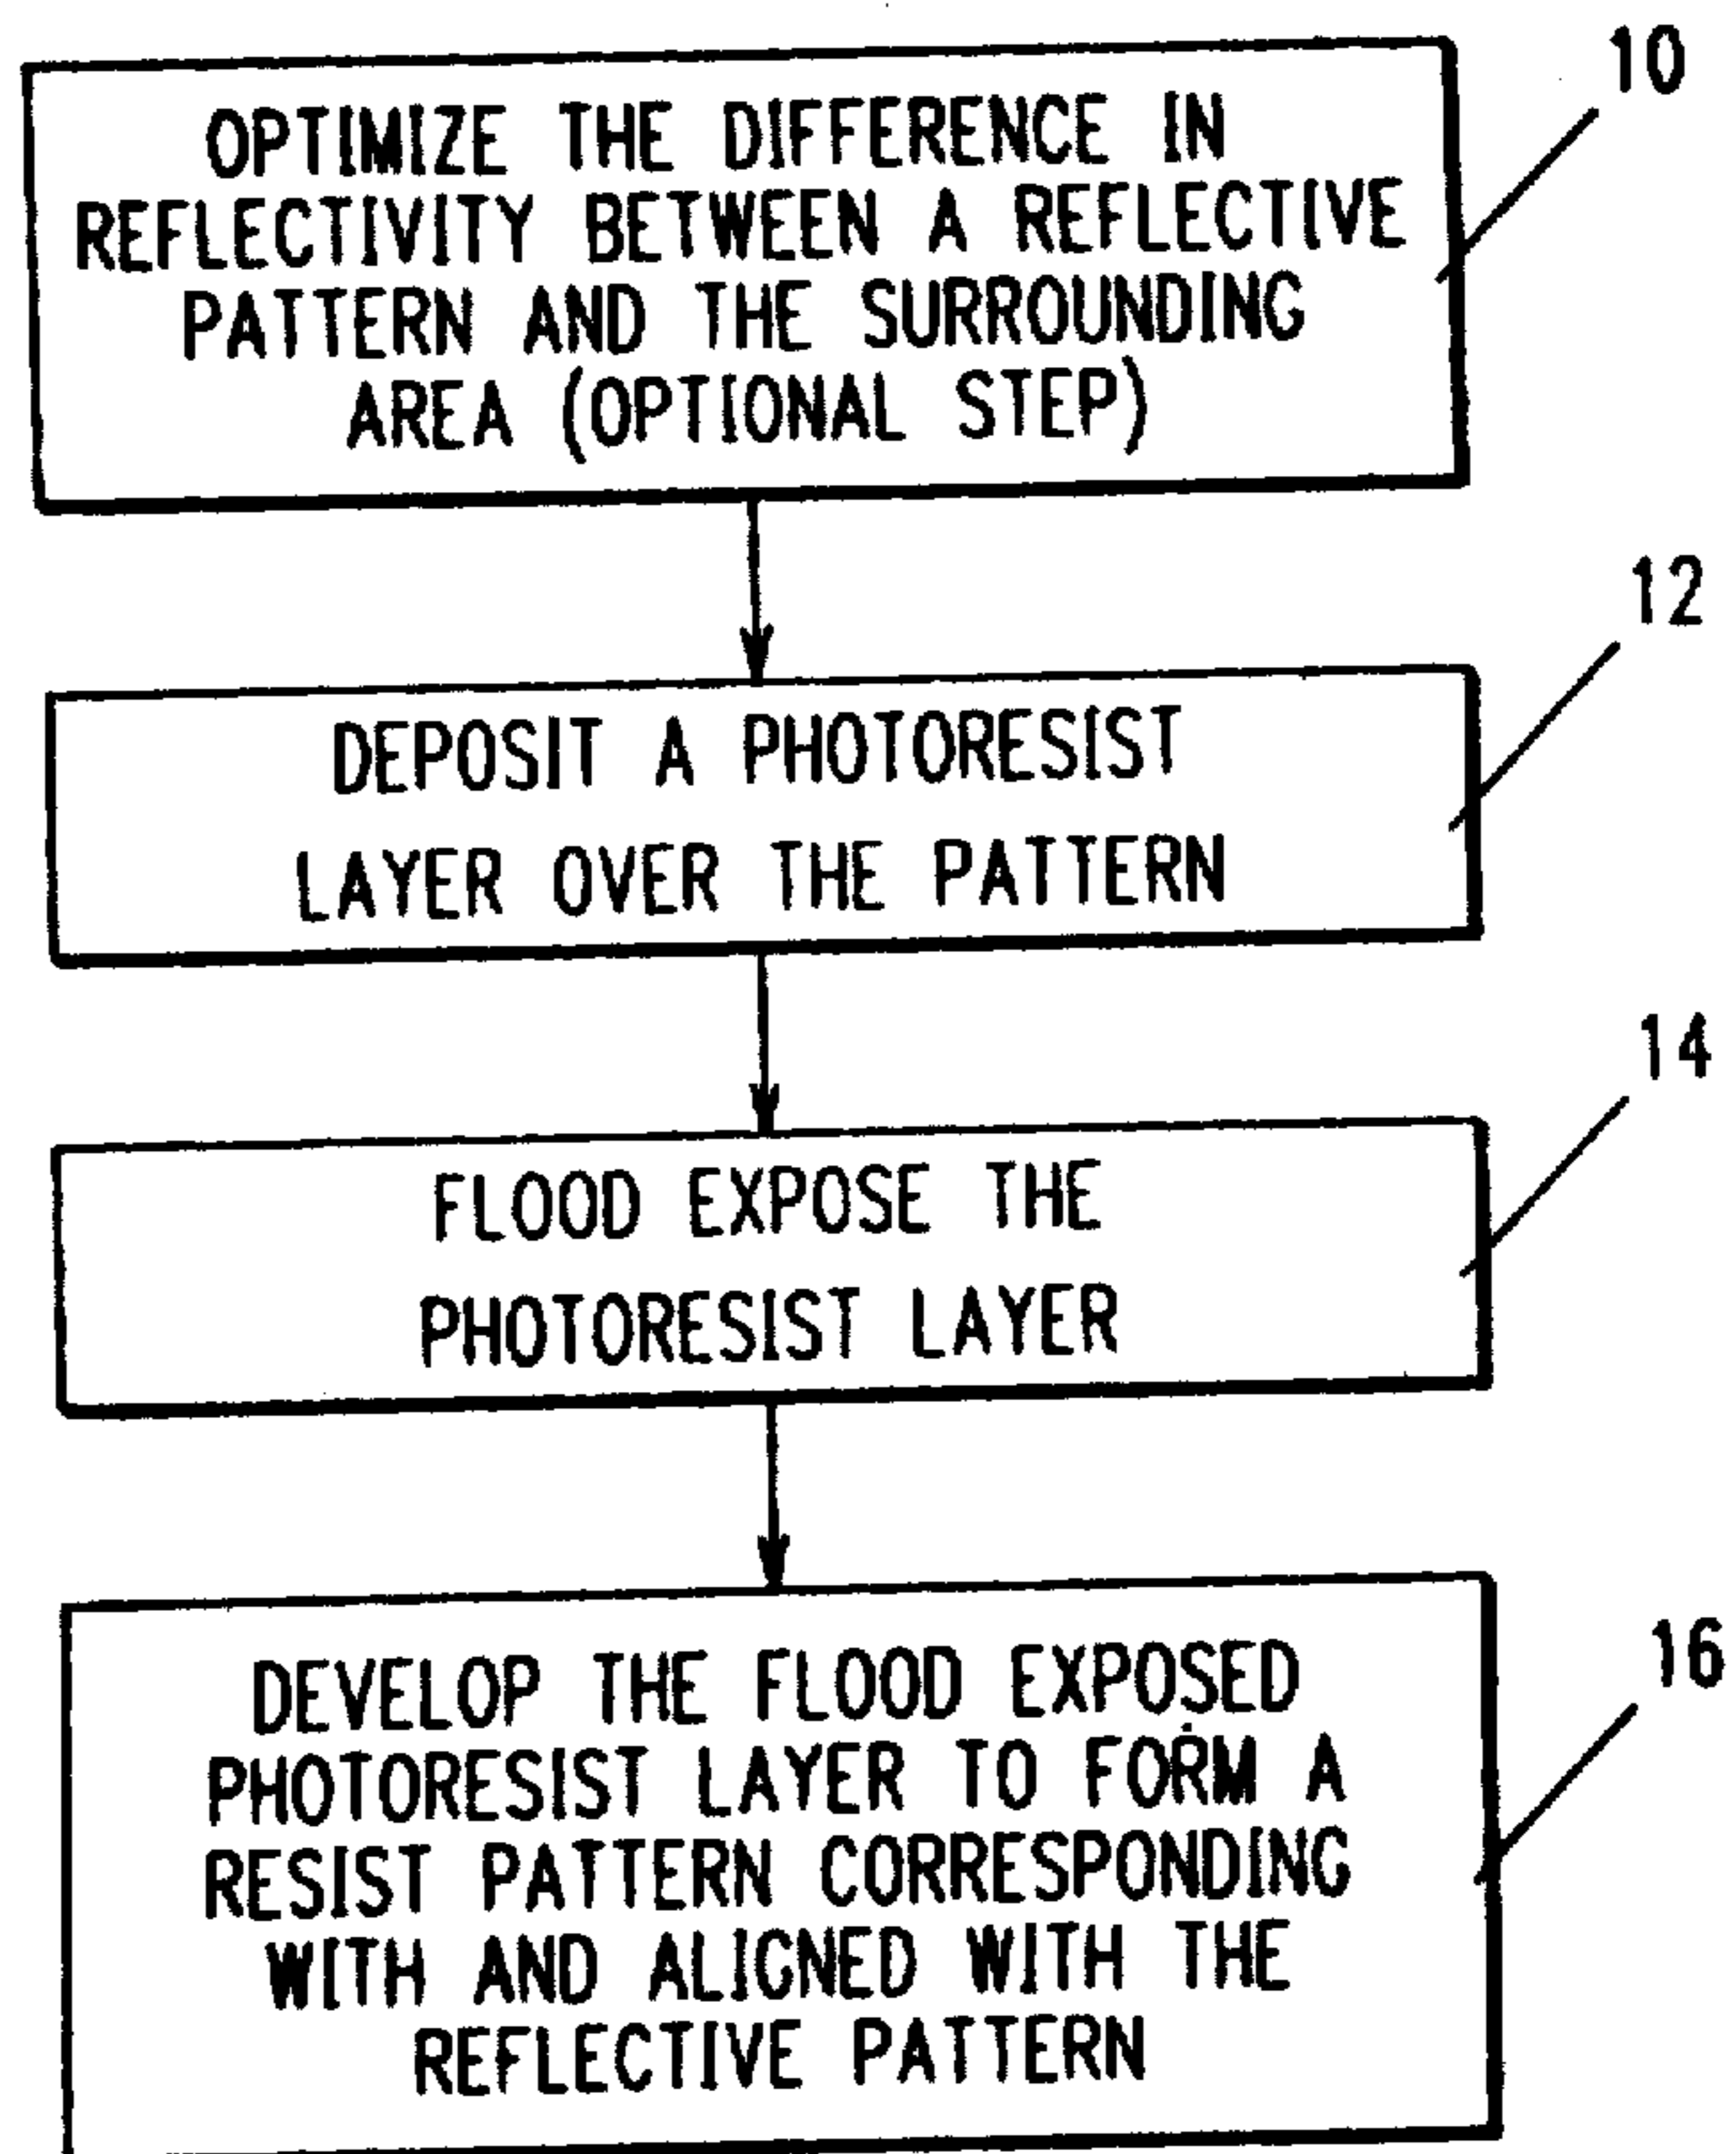 10
OPTIMIZE THE DIFFERENCE IN
REFLECTIVITY BETWEEN A REFLECTIVE
PATTERN AND THE SURROUNDING
AREA (OPTIONAL STEP)
12
DEPOSIT A PHOTORESIST
LAYER OVER THE PATTERN
14
FLOOD EXPOSE THE
PHOTORESIST LAYER
16
DEVELOP THE FLOOD EXPOSED
PHOTORESIST LAYER TO FORM A
RESIST PATTERN CORRESPONDING
WITH AND ALIGNED WITH THE
REFLECTIVE PATTERN